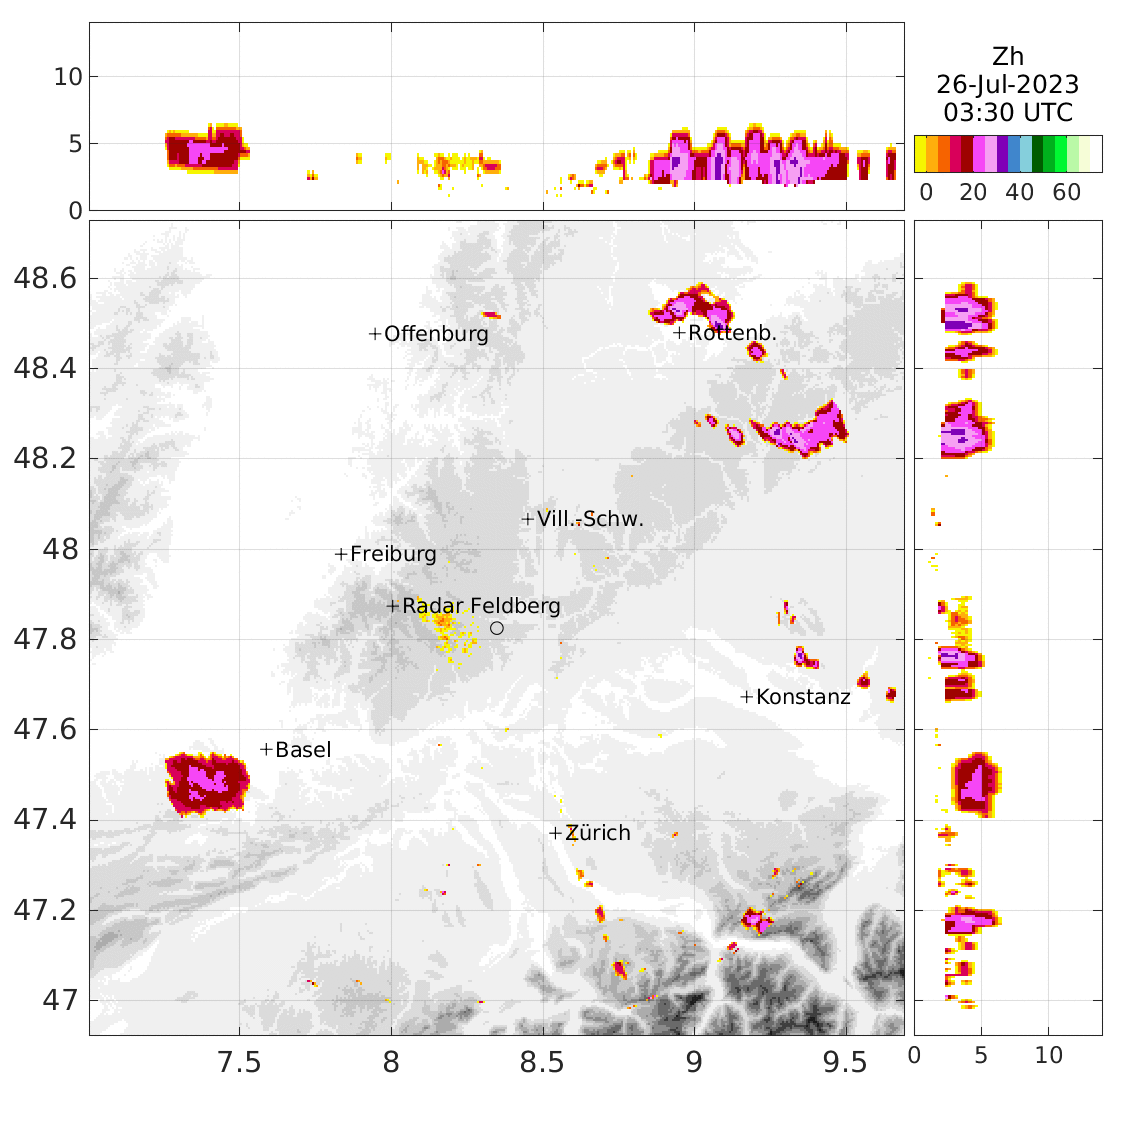 10
5
0
Zh
26-Jul-2023
03:30 UTC
0 20 40 60
48.6
48.4
48.2
48
47.8
47.6
47.4
47.2
47
+Offenburg
+Rottenb.
+Vill.-Schw.
+Freiburg
+Radar Feldberg
+Konstanz
+Basel
+Zürich
7.5 8 8.5 9 9.5
0 5 10